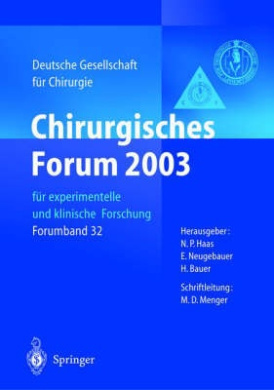 Deutsche Gesellschaft
für Chirurgie
Chirurgisches
Forum 2003
für experimentelle
und klinische Forschung
Forumband 32
Herausgeber:
N. P. Haas
E. Neugebauer
H. Bauer
Schriftleitung:
M. D. Menger
Springer